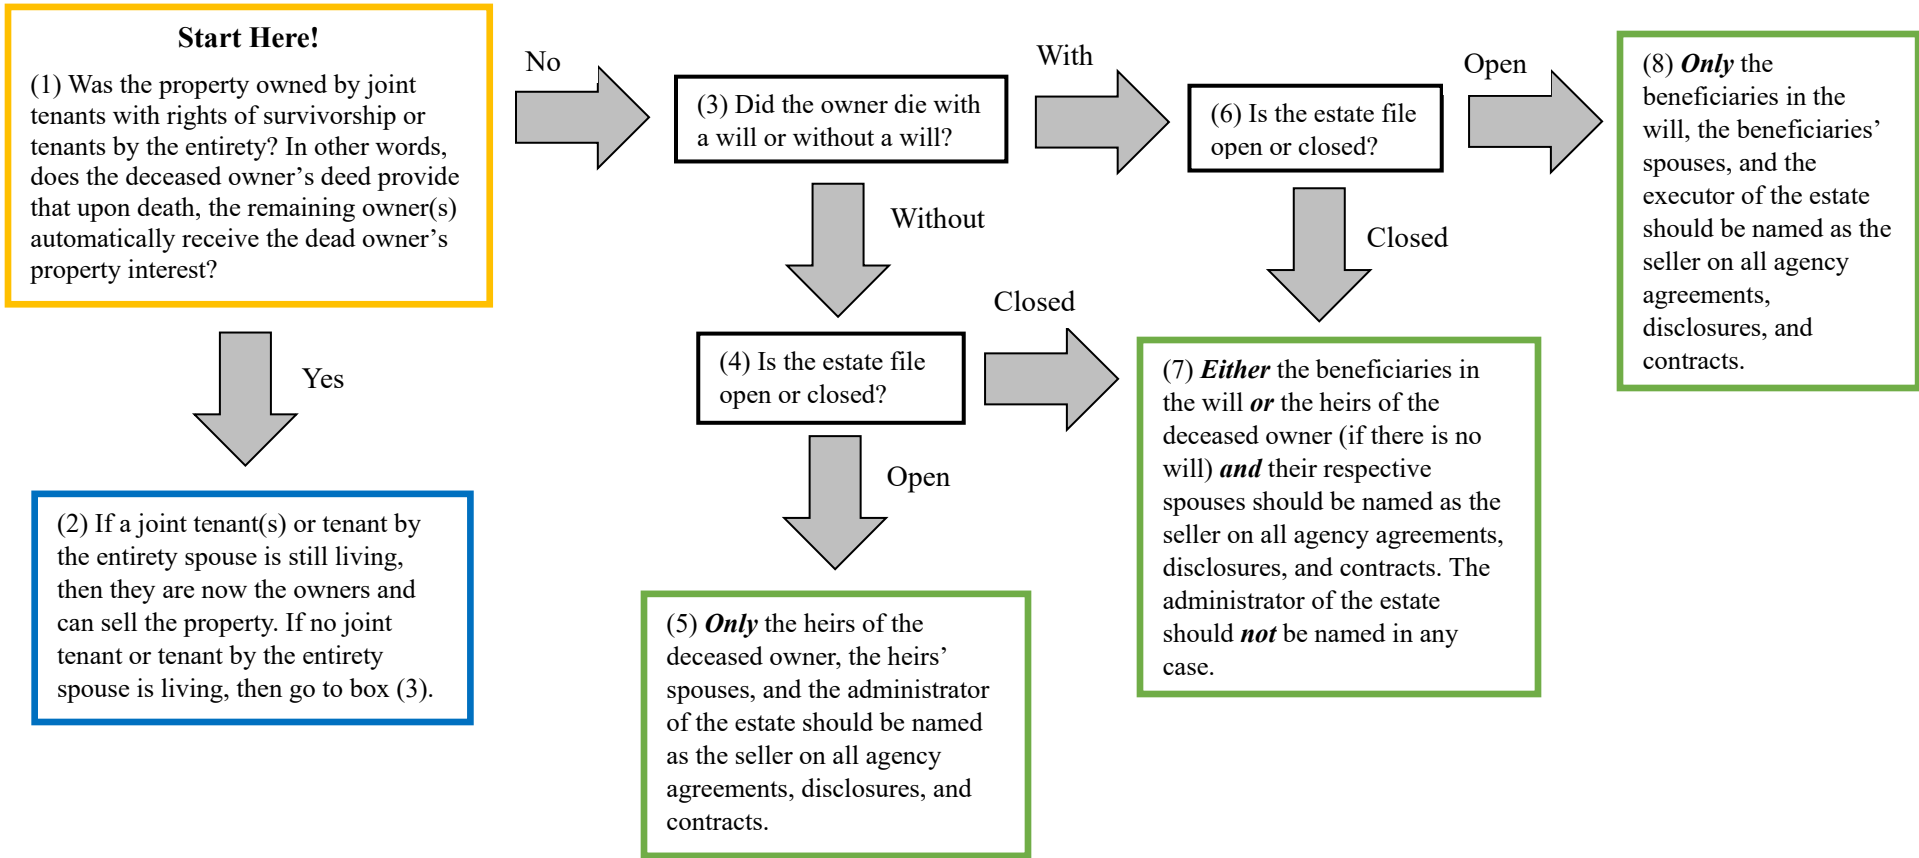 Start Here!
(1) Was the property owned by joint
tenants with rights of survivorship or
tenants by the entirety? In other words,
does the deceased owner’s deed provide
that upon death, the remaining owner(s)
automatically receive the dead owner’s
property interest?
No
Yes
(2) If a joint tenant(s) or tenant by
the entirety spouse is still living,
then they are now the owners and
can sell the property. If no joint
tenant or tenant by the entirety
spouse is living, then go to box (3).
(3) Did the owner die with
a will or without a will?
With
Without
(4) Is the estate file
open or closed?
Closed
Open
(5) Only the heirs of the
deceased owner, the heirs’
spouses, and the administrator
of the estate should be named
as the seller on all agency
agreements, disclosures, and
contracts.
(6) Is the estate file
open or closed?
Open
Closed
(7) Either the beneficiaries in
the will or the heirs of the
deceased owner (if there is no
will) and their respective
spouses should be named as the
seller on all agency agreements,
disclosures, and contracts. The
administrator of the estate
should not be named in any
case.
(8) Only the
beneficiaries in the
will, the beneficiaries’
spouses, and the
executor of the estate
should be named as the
seller on all agency
agreements,
disclosures, and
contracts.